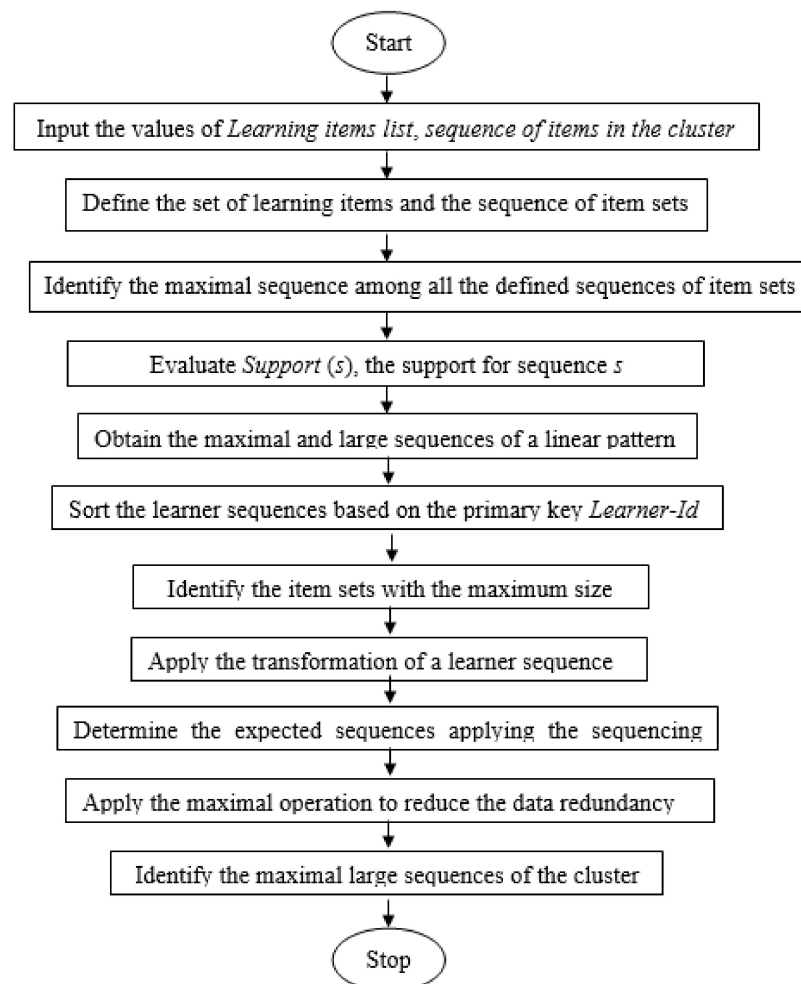 Start
Input the values of Learning items list, sequence of items in the cluster
Define the set of learning items and the sequence of item sets
Identify the maximal sequence among all the defined sequences of item sets
Evaluate Support (s), the support for sequence s
Obtain the maximal and large sequences of a linear pattern
Sort the learner sequences based on the primary key Learner-Id
Identify the item sets with the maximum size
Apply the transformation of a learner sequence
Determine the expected sequences applying the sequencing
Apply the maximal operation to reduce the data redundancy
Identify the maximal large sequences of the cluster
Stop